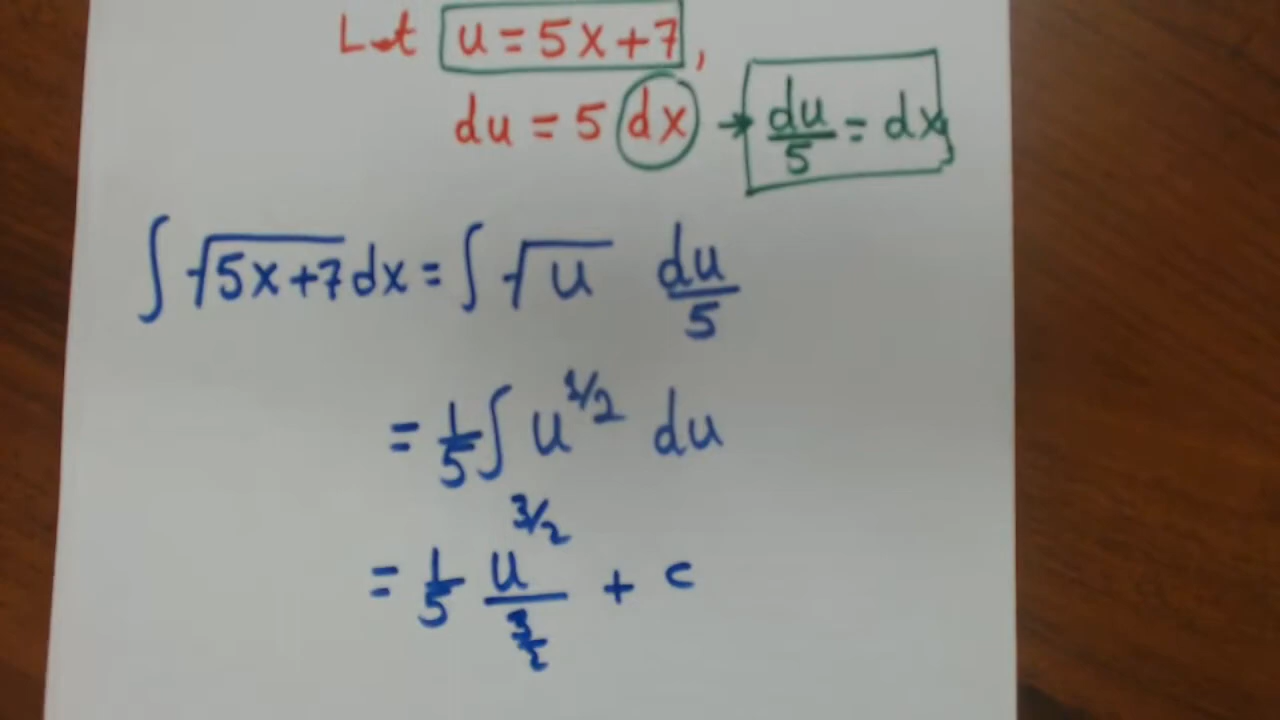 Let u = 5x+7,
du = 5 dx → du/5 = dx
∫ √5x+7 dx = ∫ √u du/5
= 1/5 ∫ u^1/2 du
= 1/5 u^3/2 / 3/2 + c